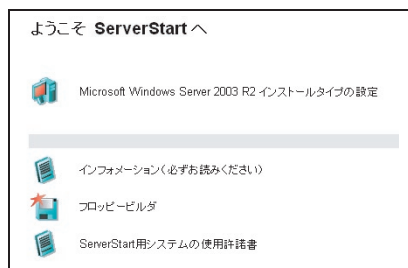 ようこそ ServerStart へ
Microsoft Windows Server 2003 R2 インストールタイプの設定
インフォメーション(必ずお読みください)
フロッピービルダ
ServerStart用システムの使用許諾書